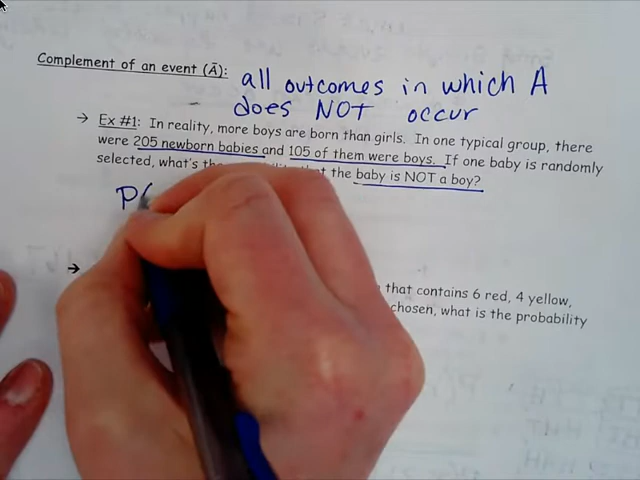 Complement of an event (Ā): all outcomes in which A
does NOT occur
→ Ex #1: In reality, more boys are born than girls. In one typical group, there
were 205 newborn babies and 105 of them were boys. If one baby is randomly
selected, what's the that the baby is NOT a boy?
P(
→ that contains 6 red, 4 yellow,
chosen, what is the probability